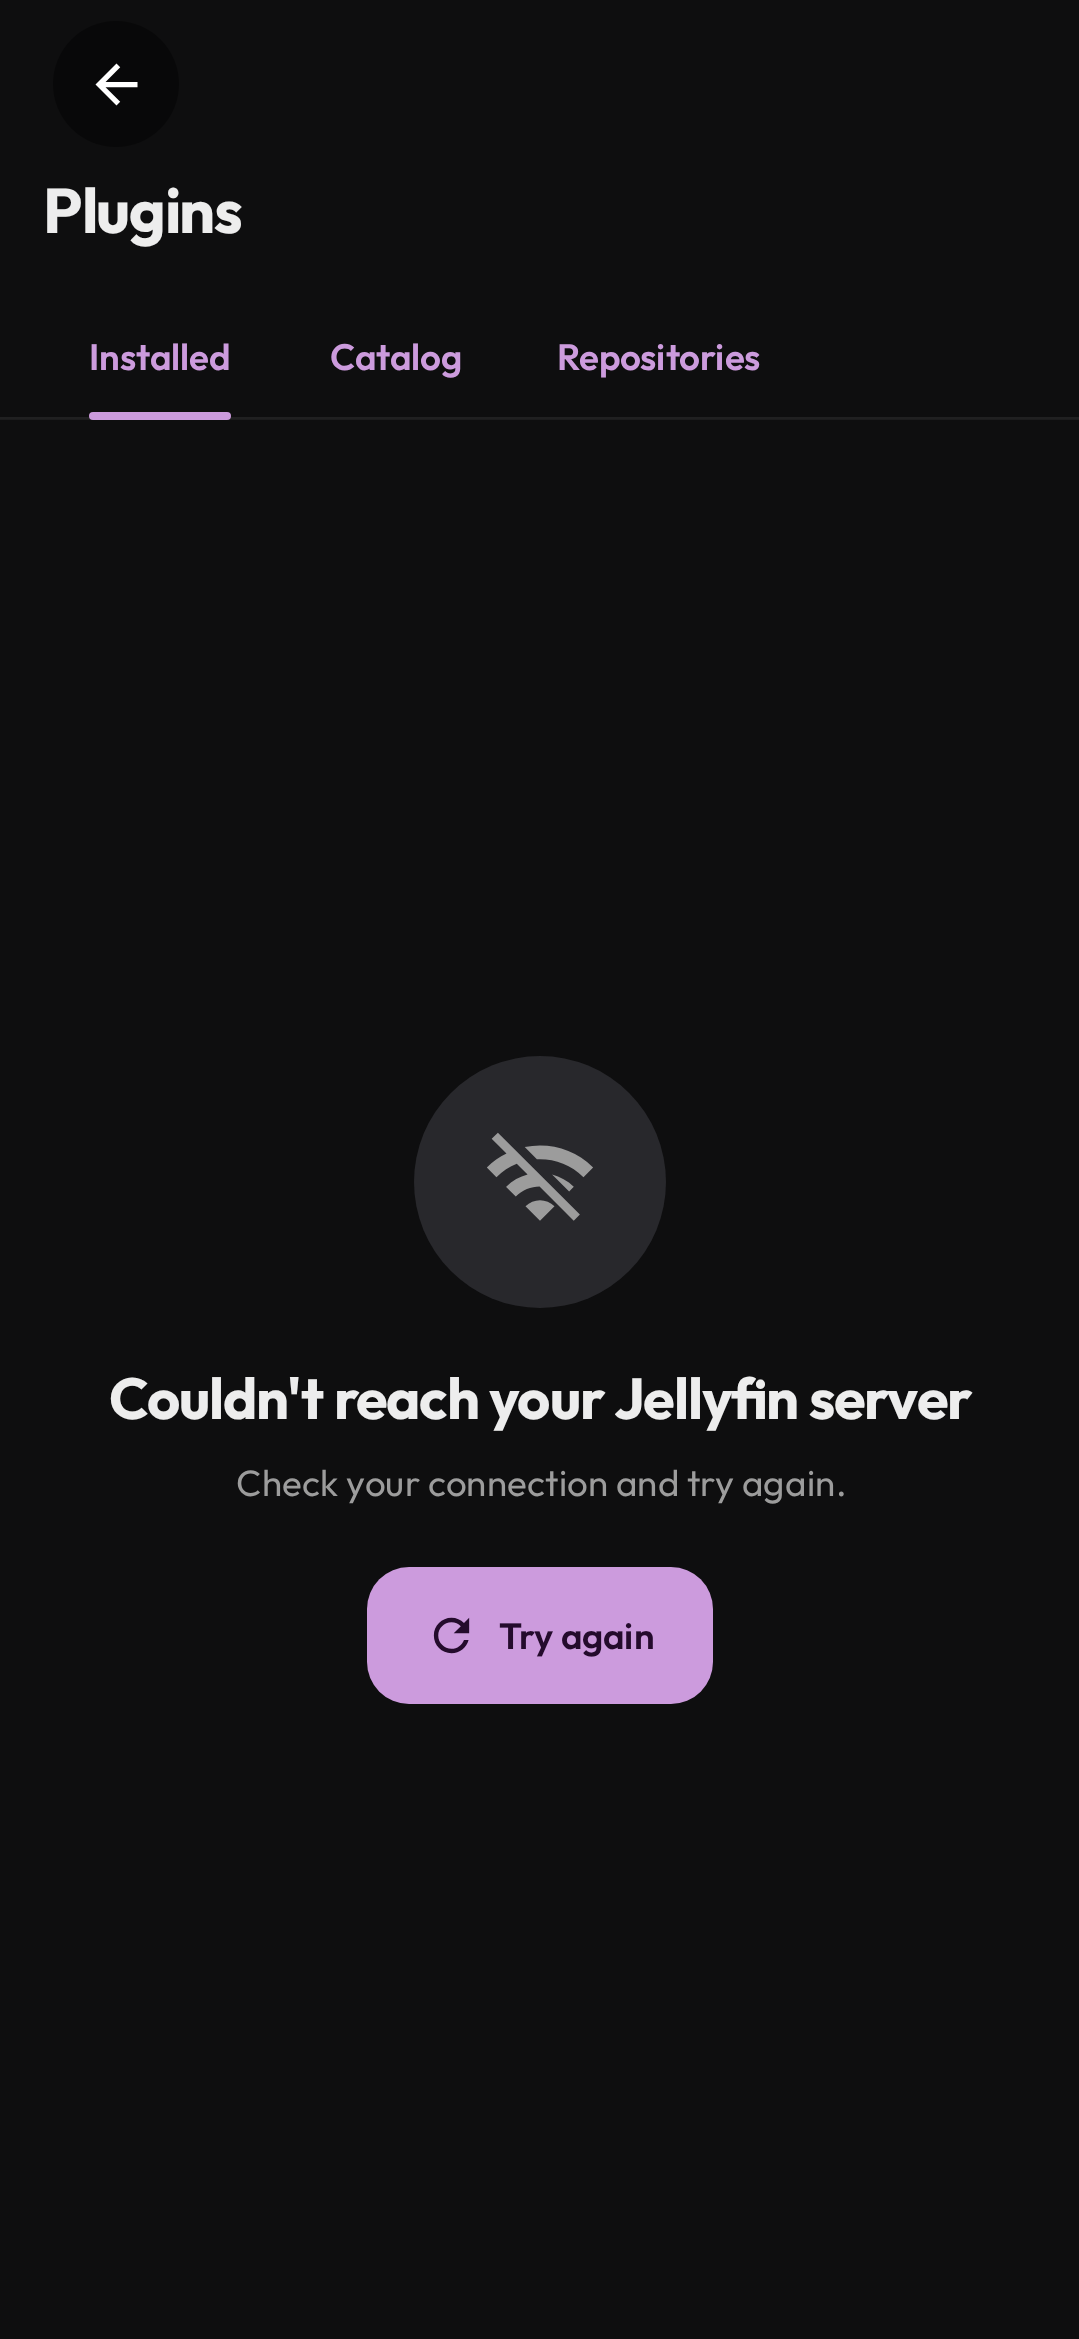 Plugins
Installed Catalog Repositories
Couldn't reach your Jellyfin server
Check your connection and try again.
Try again